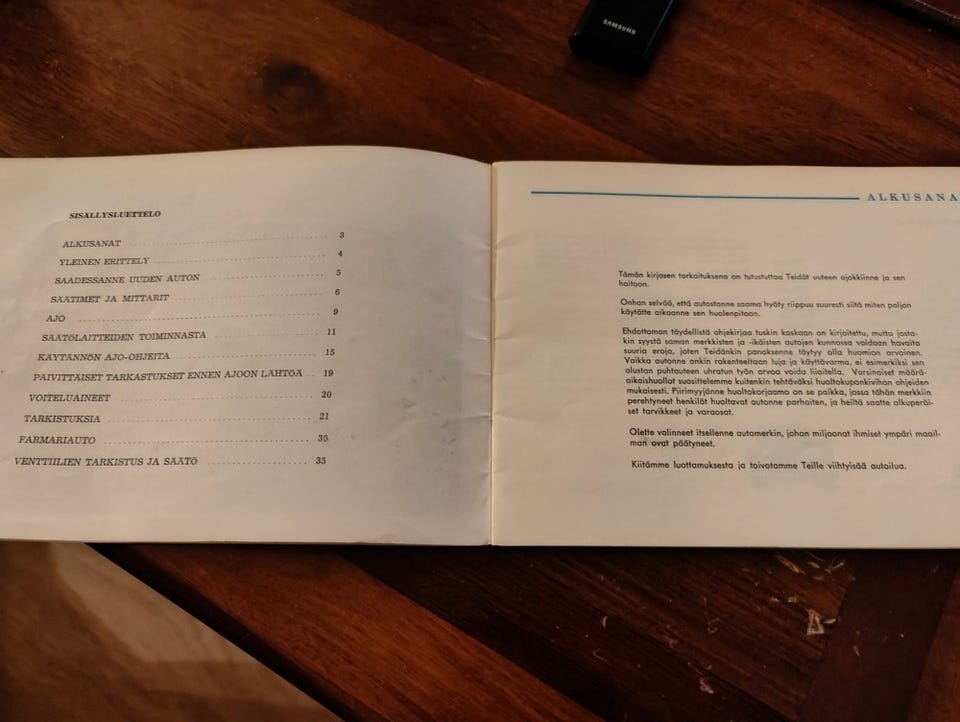 SAMSUNG
SISÄLLYSLUETTELO
ALKUSANAT 3
YLEINEN ERITTELY 4
SAADESSANNE UUDEN AUTON 5
SÄÄTIMET JA MITTARIT 6
AJO 9
SÄÄTÖLAITTEIDEN TOIMINNASTA 11
KÄYTÄNNÖN AJO-OHJEITA 15
PÄIVITTÄISET TARKASTUKSET ENNEN AJOON LÄHTÖÄ 19
VOITELUAINEET 20
TARKISTUKSIA 21
FARMARIAUTO 30
VENTTIILIEN TARKISTUS JA SÄÄTÖ 35
ALKUSANA
Tämän kirjasen tarkoituksena on tutustuttaa Teidät uuteen ajokkiinne ja sen
hoitoon.
Onhan selvää, että autostanne saama hyöty riippuu suuresti siitä miten paljon
käytätte aikaanne sen huolenpitoon.
Ehdottoman täydellistä ohjekirjaa tuskin koskaan on kirjoitettu, mutta josta-
kin syystä saman merkkisten ja -ikäisten autojen kunnossa voidaan havaita
suuria eroja, joten Teidänkin panoksenne täytyy olla huomion arvoinen.
Vaikka autonne onkin rakenteeltaan luja ja käyttövarma, ei esimerkiksi sen
alustan puhtauteen uhratun työn arvoa voida liioitella. Varsinaiset määrä-
aikaishuollot suosittelemme kuitenkin tehtäväksi huoltokuponkivihon ohjeiden
mukaisesti. Piirimyyjänne huoltokorjaamo on se paikka, jossa tähän merkkiin
perehtyneet henkilöt huoltavat autonne parhaiten, ja heiltä saatte alkuperäi-
set tarvikkeet ja varaosat.
Olette valinneet itsellenne automerkin, johon miljoonat ihmiset ympäri maail-
man ovat päätyneet.
Kiitämme luottamuksesta ja toivotamme Teille viihtyisää autoilua.